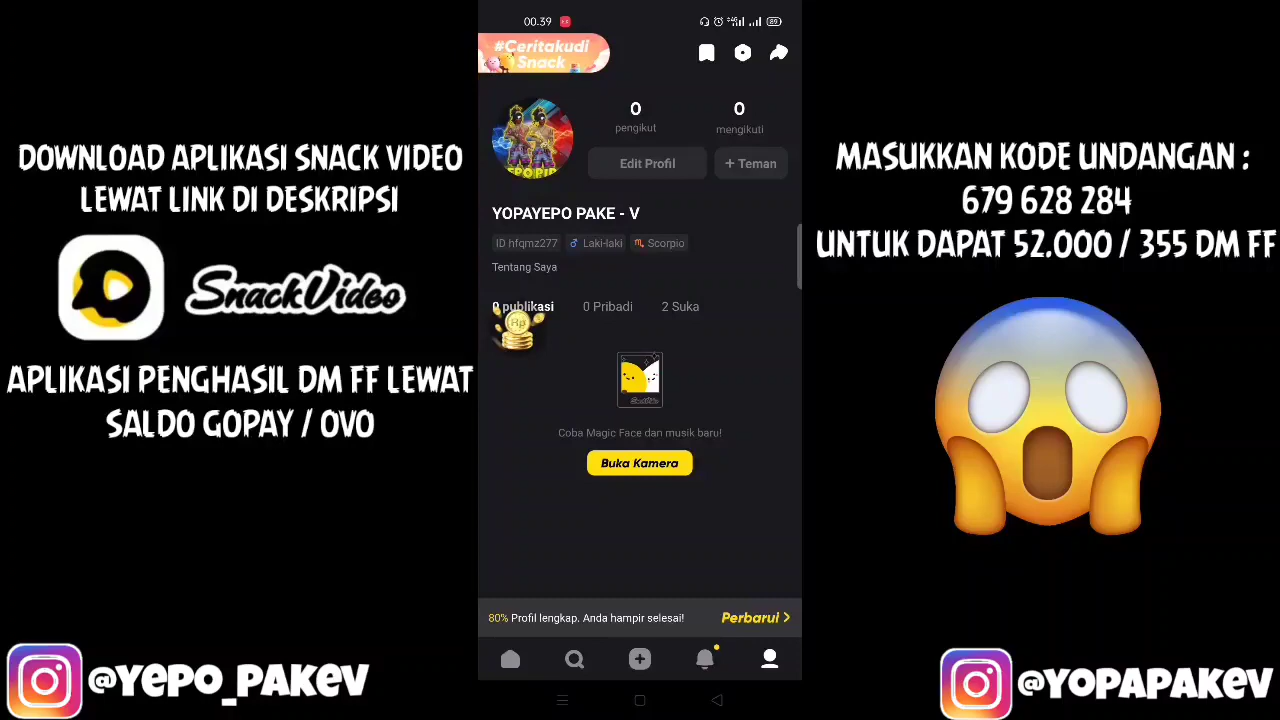 DOWNLOAD APLIKASI SNACK VIDEO
LEWAT LINK DI DESKRIPSI
SnackVideo
APLIKASI PENGHASIL DM FF LEWAT
SALDO GOPAY / OVO
@YEPO_PAKEV
00.39
89
#Ceritakudi
Snack
0
0
pengikut
mengikuti
Edit Profil
+ Teman
YOPAYEPO PAKE - V
ID hfqmz277
♂ Laki-laki
♏ Scorpio
Tentang Saya
0 publikasi
0 Pribadi
2 Suka
Rp
SnackVideo
Coba Magic Face dan musik baru!
Buka Kamera
80% Profil lengkap. Anda hampir selesai!
Perbarui >
MASUKKAN KODE UNDANGAN :
679 628 284
UNTUK DAPAT 52.000 / 355 DM FF
@YOPAPAKEV